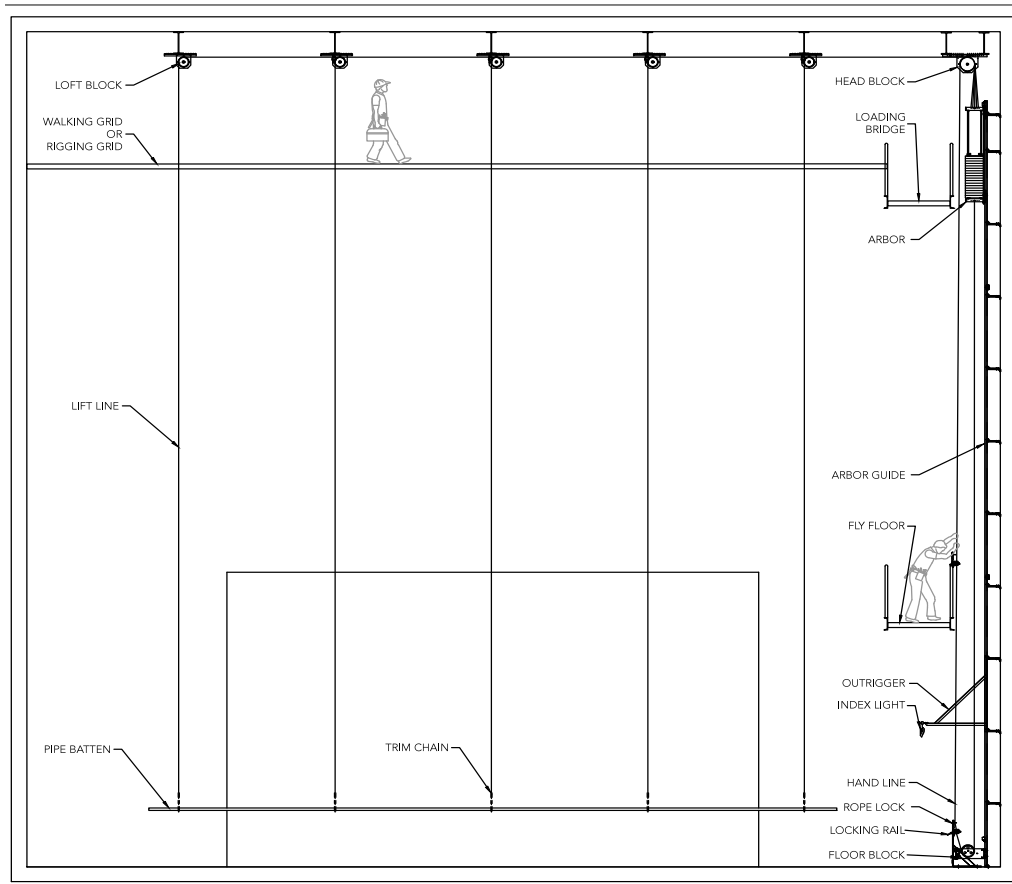 LOFT BLOCK
HEAD BLOCK
WALKING GRID
OR
RIGGING GRID
LOADING
BRIDGE
ARBOR
LIFT LINE
ARBOR GUIDE
FLY FLOOR
OUTRIGGER
INDEX LIGHT
PIPE BATTEN
TRIM CHAIN
HAND LINE
ROPE LOCK
LOCKING RAIL
FLOOR BLOCK